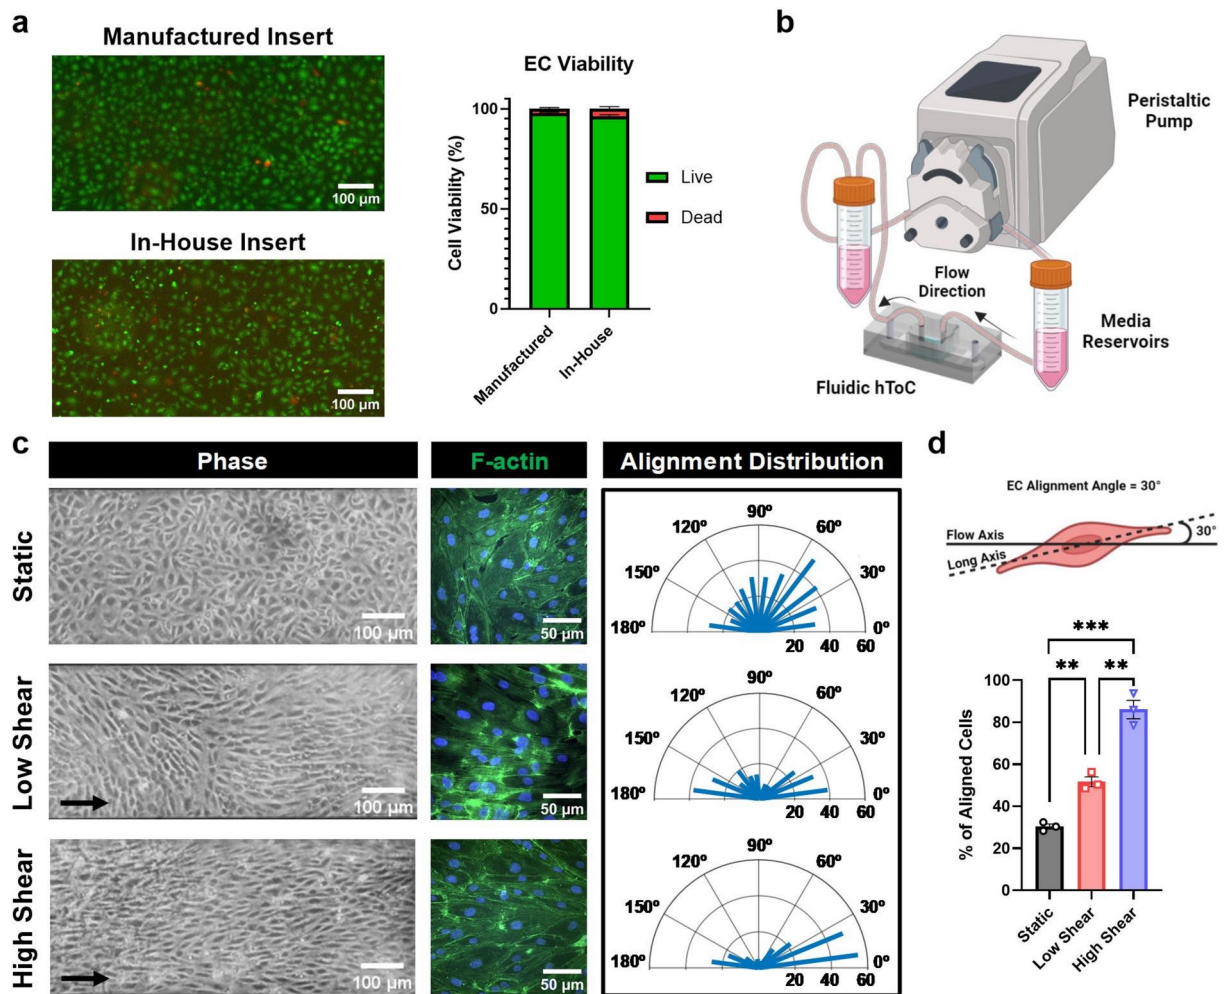 a
Manufactured Insert
100 µm
In-House Insert
100 µm
EC Viability
Cell Viability (%)
100
50
0
Manufactured
In-House
Live
Dead
b
Peristaltic
Pump
Flow
Direction
Media
Reservoirs
Fluidic hToC
c
Phase
F-actin
Alignment Distribution
Static
100 µm
50 µm
90º
120º
60º
150º
30º
180º
0º
20 40 60
Low Shear
100 µm
50 µm
90º
120º
60º
150º
30º
180º
0º
20 40 60
High Shear
100 µm
50 µm
90º
120º
60º
150º
30º
180º
0º
20 40 60
d
EC Alignment Angle = 30°
Flow Axis
Long Axis
30°
% of Aligned Cells
***
** **
100
80
60
40
20
0
Static
Low Shear
High Shear